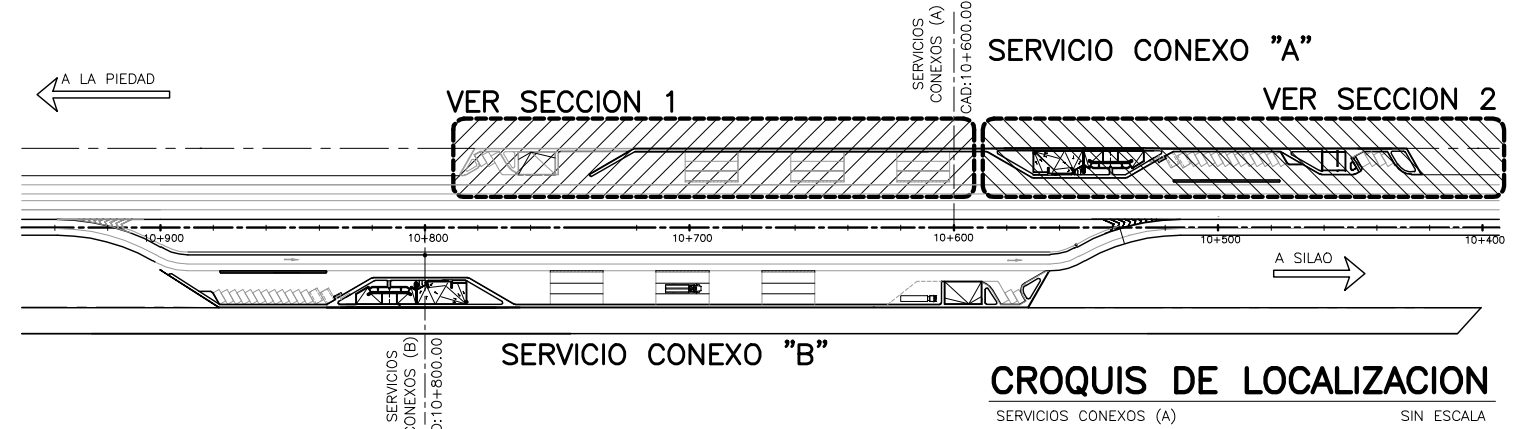 SERVICIOS
CONEXOS (A)
CAD:10+600.00
SERVICIO CONEXO "A"
A LA PIEDAD
VER SECCION 1
VER SECCION 2
10+900
10+800
10+700
10+600
10+500
10+400
A SILAO
SERVICIOS
CONEXOS (B)
D:10+800.00
SERVICIO CONEXO "B"
CROQUIS DE LOCALIZACION
SERVICIOS CONEXOS (A)
SIN ESCALA